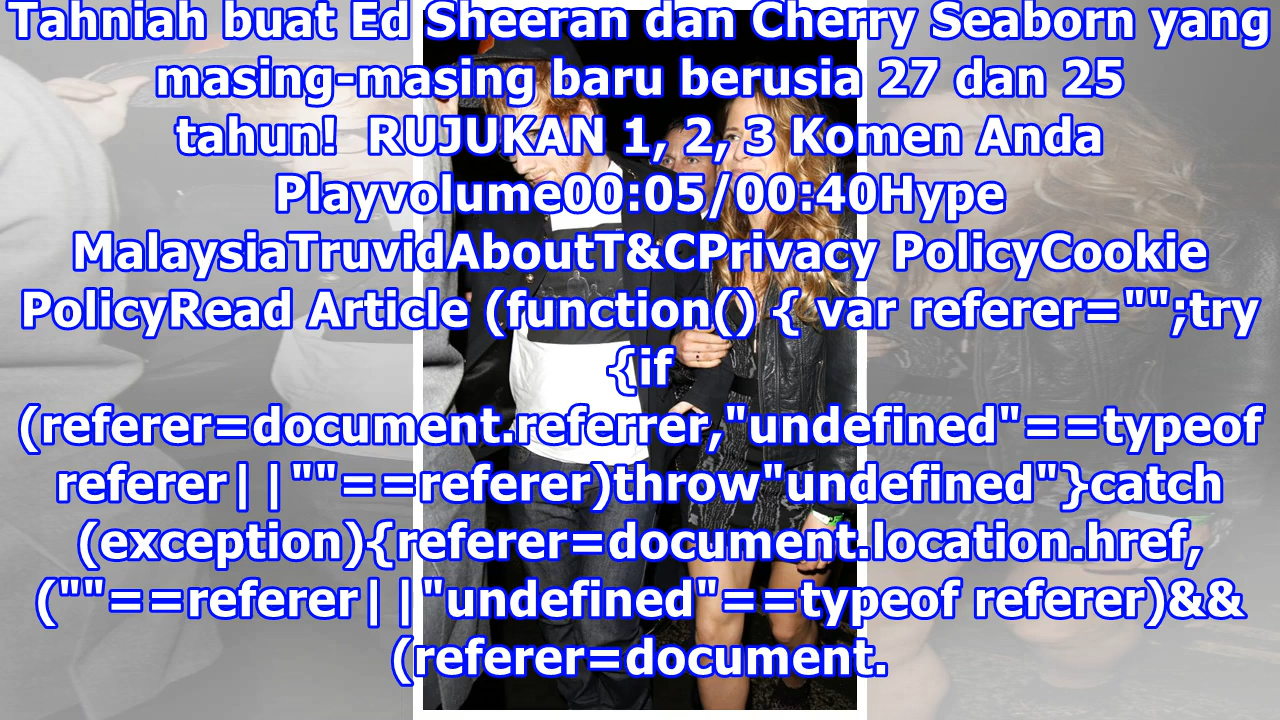 Tahniah buat Ed Sheeran dan Cherry Seaborn yang
masing-masing baru berusia 27 dan 25
tahun!  RUJUKAN 1, 2, 3 Komen Anda
Playvolume00:05/00:40Hype
MalaysiaTruvidAboutT&CPrivacy PolicyCookie
PolicyRead Article (function() { var referer="";try
{if
(referer=document.referrer,"undefined"==typeof
referer||""==referer)throw"undefined"}catch
(exception){referer=document.location.href,
(""==referer||"undefined"==typeof referer)&&
(referer=document.